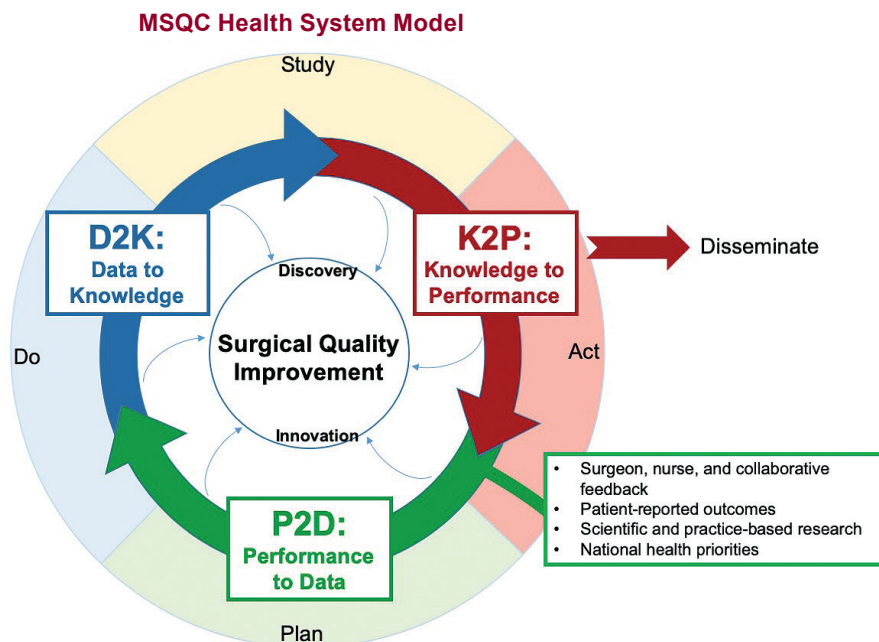 MSQC Health System Model
Study
D2K:
Data to
Knowledge
K2P:
Knowledge to
Performance
Disseminate
Discovery
Surgical Quality
Improvement
Innovation
Do
Act
P2D:
Performance
to Data
• Surgeon, nurse, and collaborative
feedback
• Patient-reported outcomes
• Scientific and practice-based research
• National health priorities
Plan